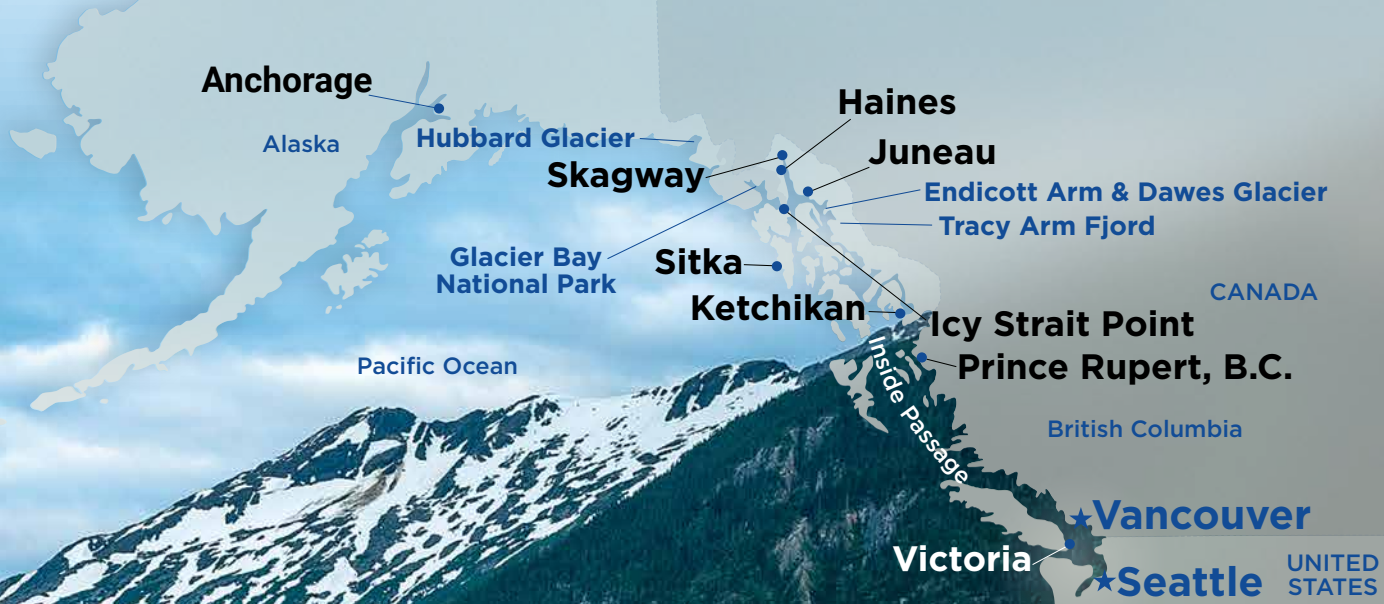 Anchorage
Haines
Alaska
Hubbard Glacier
Juneau
Skagway
Endicott Arm & Dawes Glacier
Tracy Arm Fjord
Glacier Bay
National Park
Sitka
CANADA
Ketchikan
Icy Strait Point
Pacific Ocean
Inside Passage
Prince Rupert, B.C.
British Columbia
Vancouver
Victoria
UNITED
STATES
Seattle